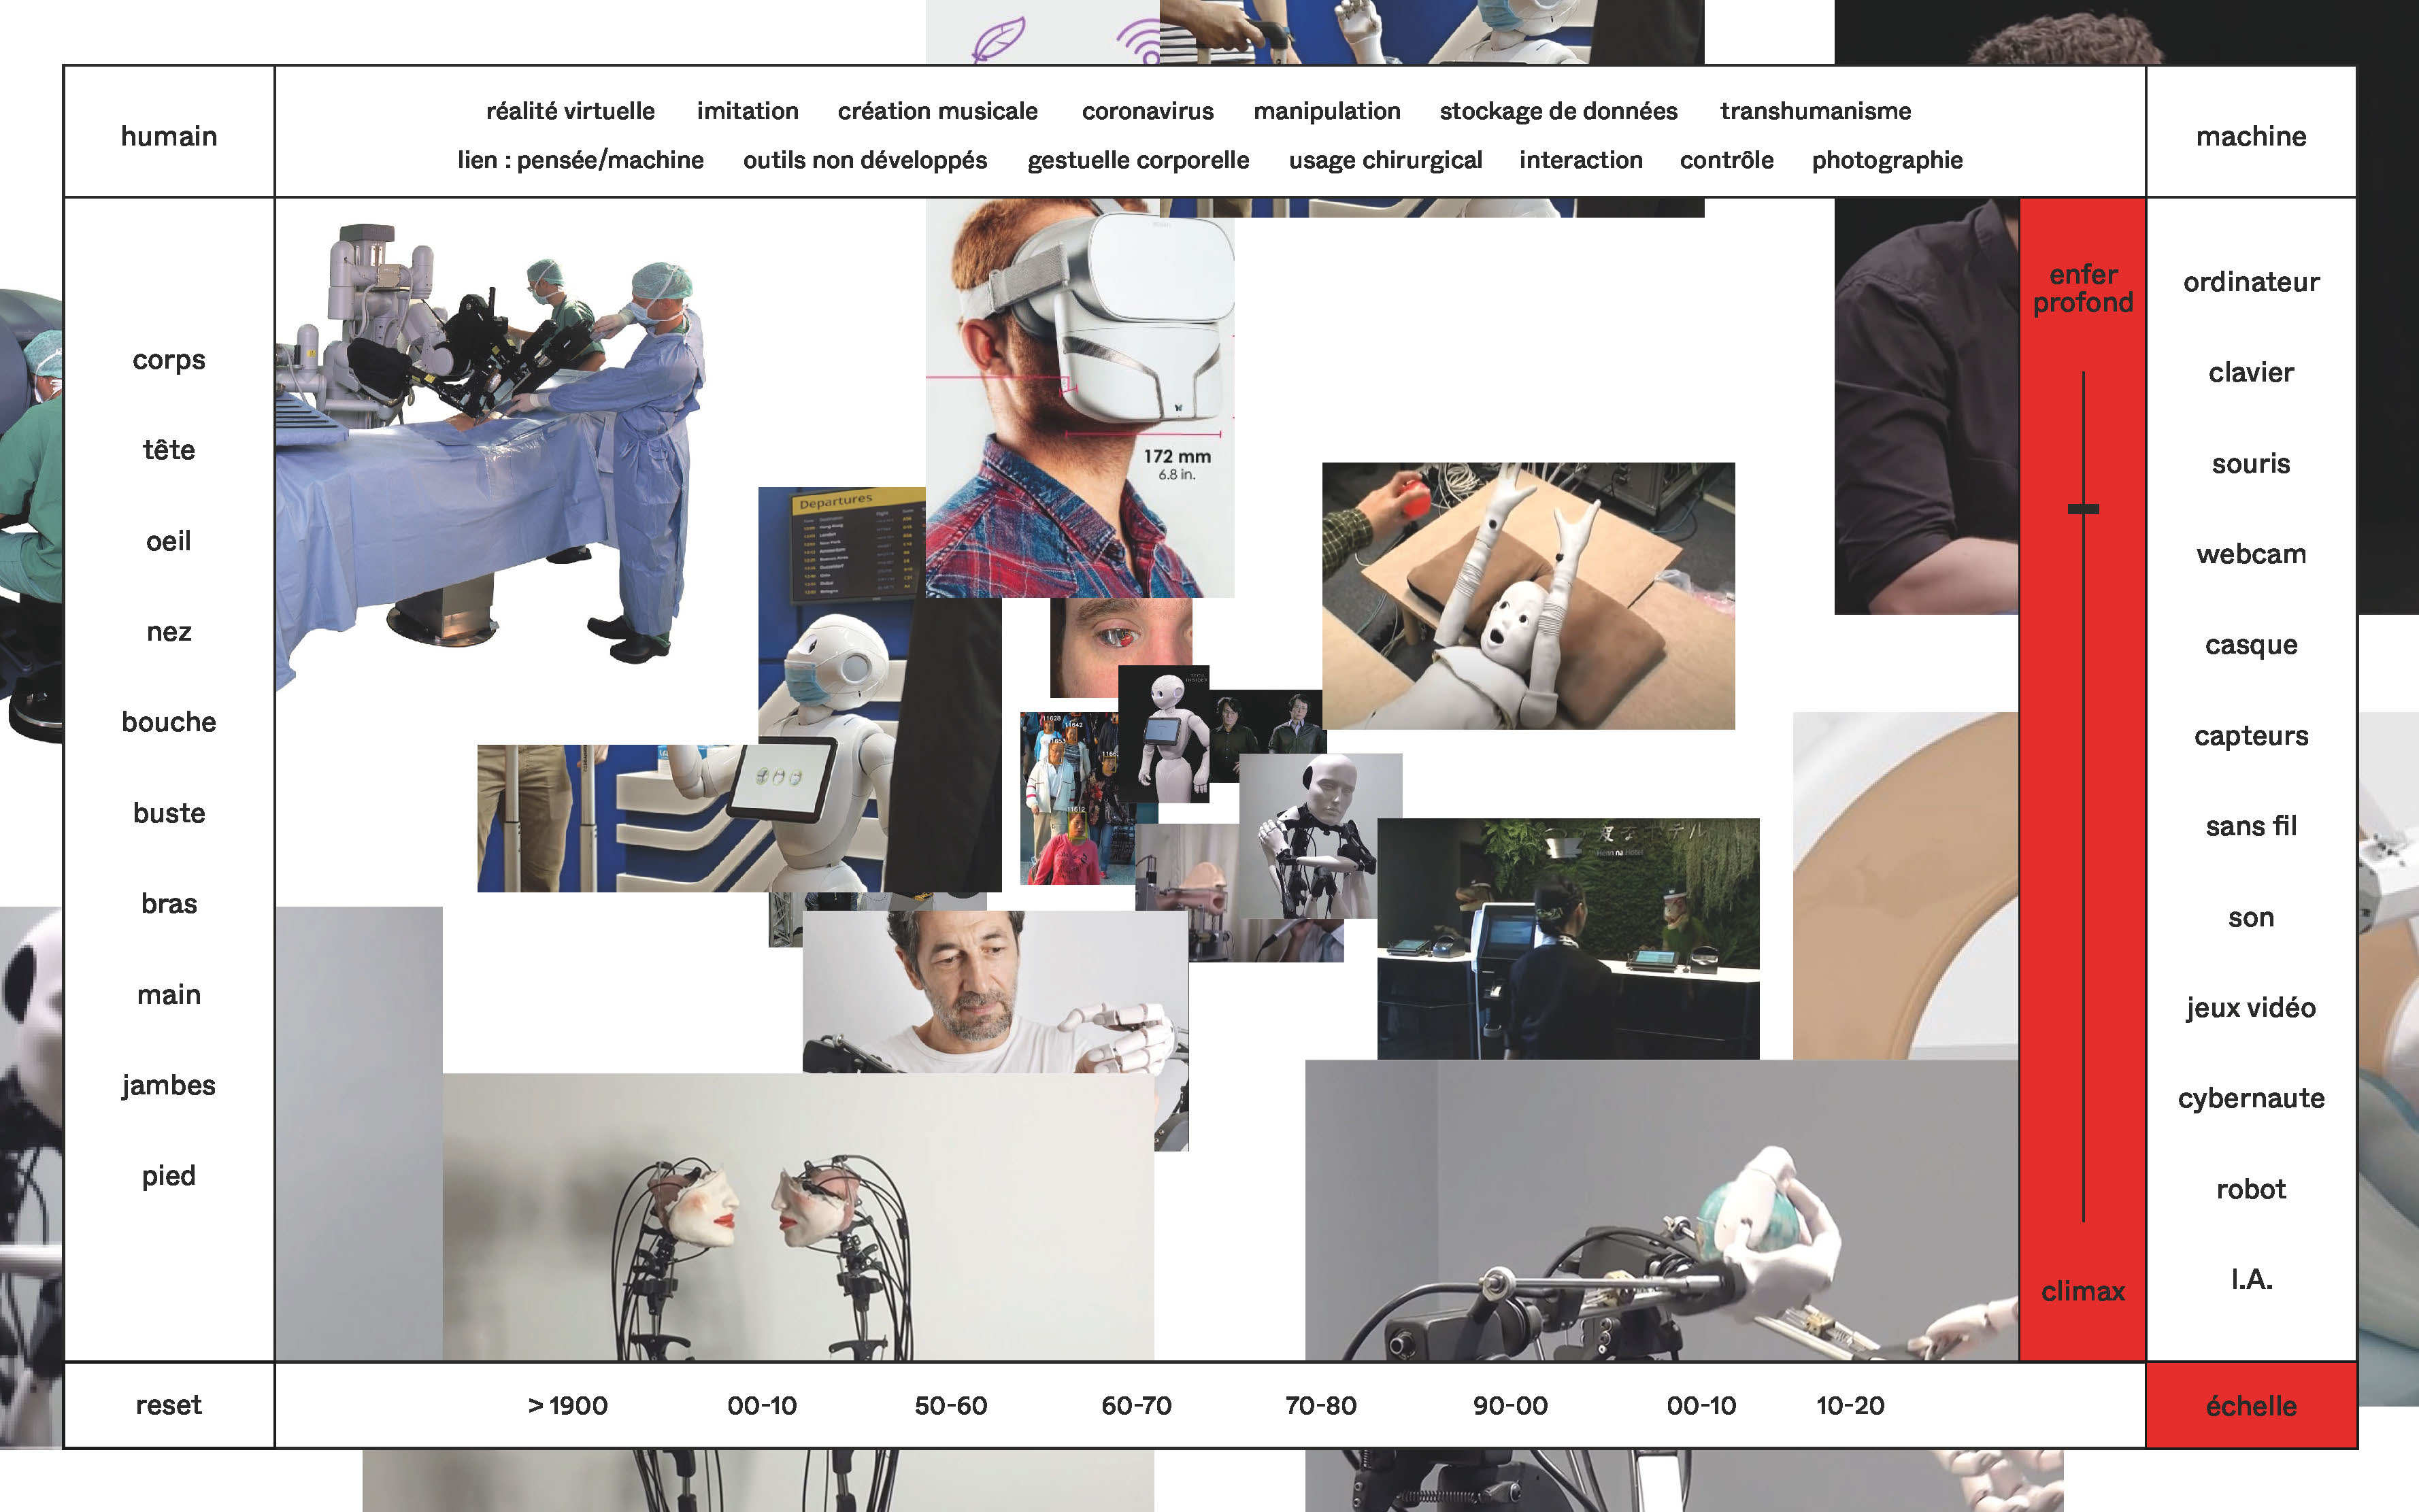 humain
réalité virtuelle imitation création musicale coronavirus manipulation stockage de données transhumanisme
lien : pensée/machine outils non développés gestuelle corporelle usage chirurgical interaction contrôle photographie
machine
corps
tête
oeil
nez
bouche
buste
bras
main
jambes
pied
Departures
172 mm
6.8 in.
11628
11642
11612
enfer
profond
climax
ordinateur
clavier
souris
webcam
casque
capteurs
sans fil
son
jeux vidéo
cybernaute
robot
I.A.
reset
> 1900 00-10 50-60 60-70 70-80 90-00 00-10 10-20
échelle